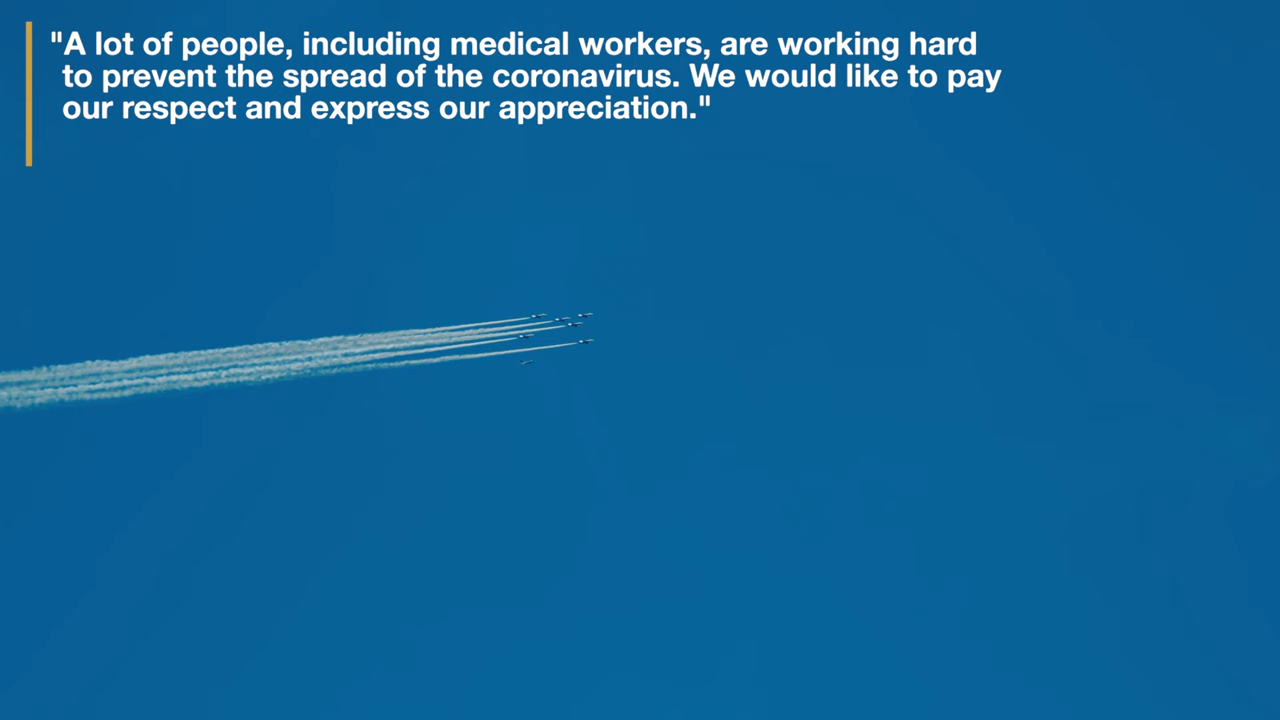 "A lot of people, including medical workers, are working hard
to prevent the spread of the coronavirus. We would like to pay
our respect and express our appreciation."